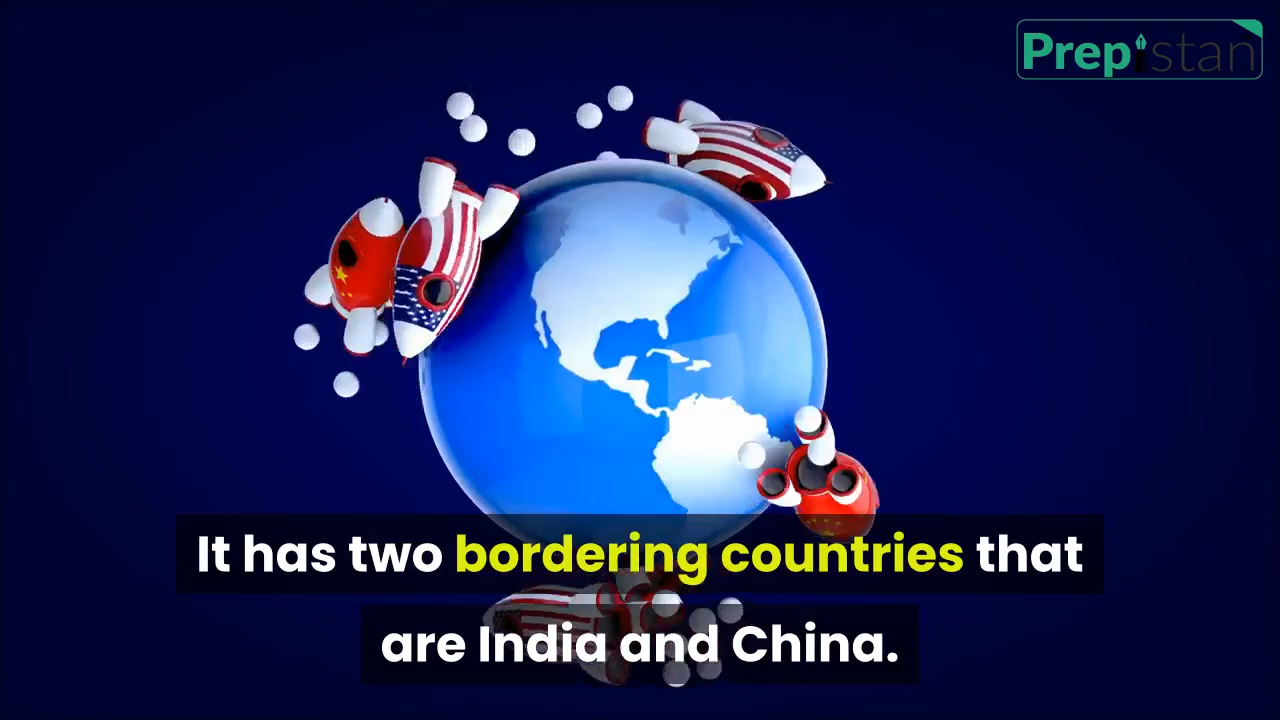 Prepistan
It has two bordering countries that
are India and China.